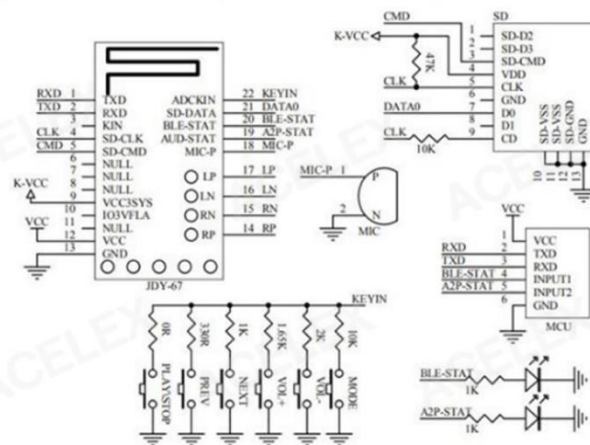 RXD 1 TXD
TXD 2 RXD
3 KIN
CLK 4 SD-CLK
CMD 5 SD-CMD
6 NULL
7 NULL
8 NULL
K-VCC 9 VCC3SYS
10 IO3VFLA
11 NULL
VCC 12 VCC
13 GND
ADCKIN 22 KEYIN
SD-DATA 21 DATA0
BLE-STAT 20 BLE-STAT
AUD-STAT 19 A2P-STAT
MIC-P 18 MIC-P
LP 17 LP
LN 16 LN
RN 15 RN
RP 14 RP
JDY-67
MIC-P 1 P
2 N
MIC
SD
1 SD-D2
2 SD-D3
CMD 3 SD-CMD
K-VCC 4 VDD
47K
CLK 5 CLK
6 GND
DATA0 7 D0
8 D1
CLK 10K 9 CD
SD-VSS SD-VSS SD-GND GND
10 11 12 13
VCC 1 VCC
RXD 2 TXD
TXD 3 RXD
BLE-STAT 4 INPUT1
A2P-STAT 5 INPUT2
6 GND
MCU
KEYIN
0R 330R 1K 1.65K 2K 10K
PLAYSTOP PREV NEXT VOL+ VOL- MODE
BLE-STAT 1K
A2P-STAT 1K
ACELEX